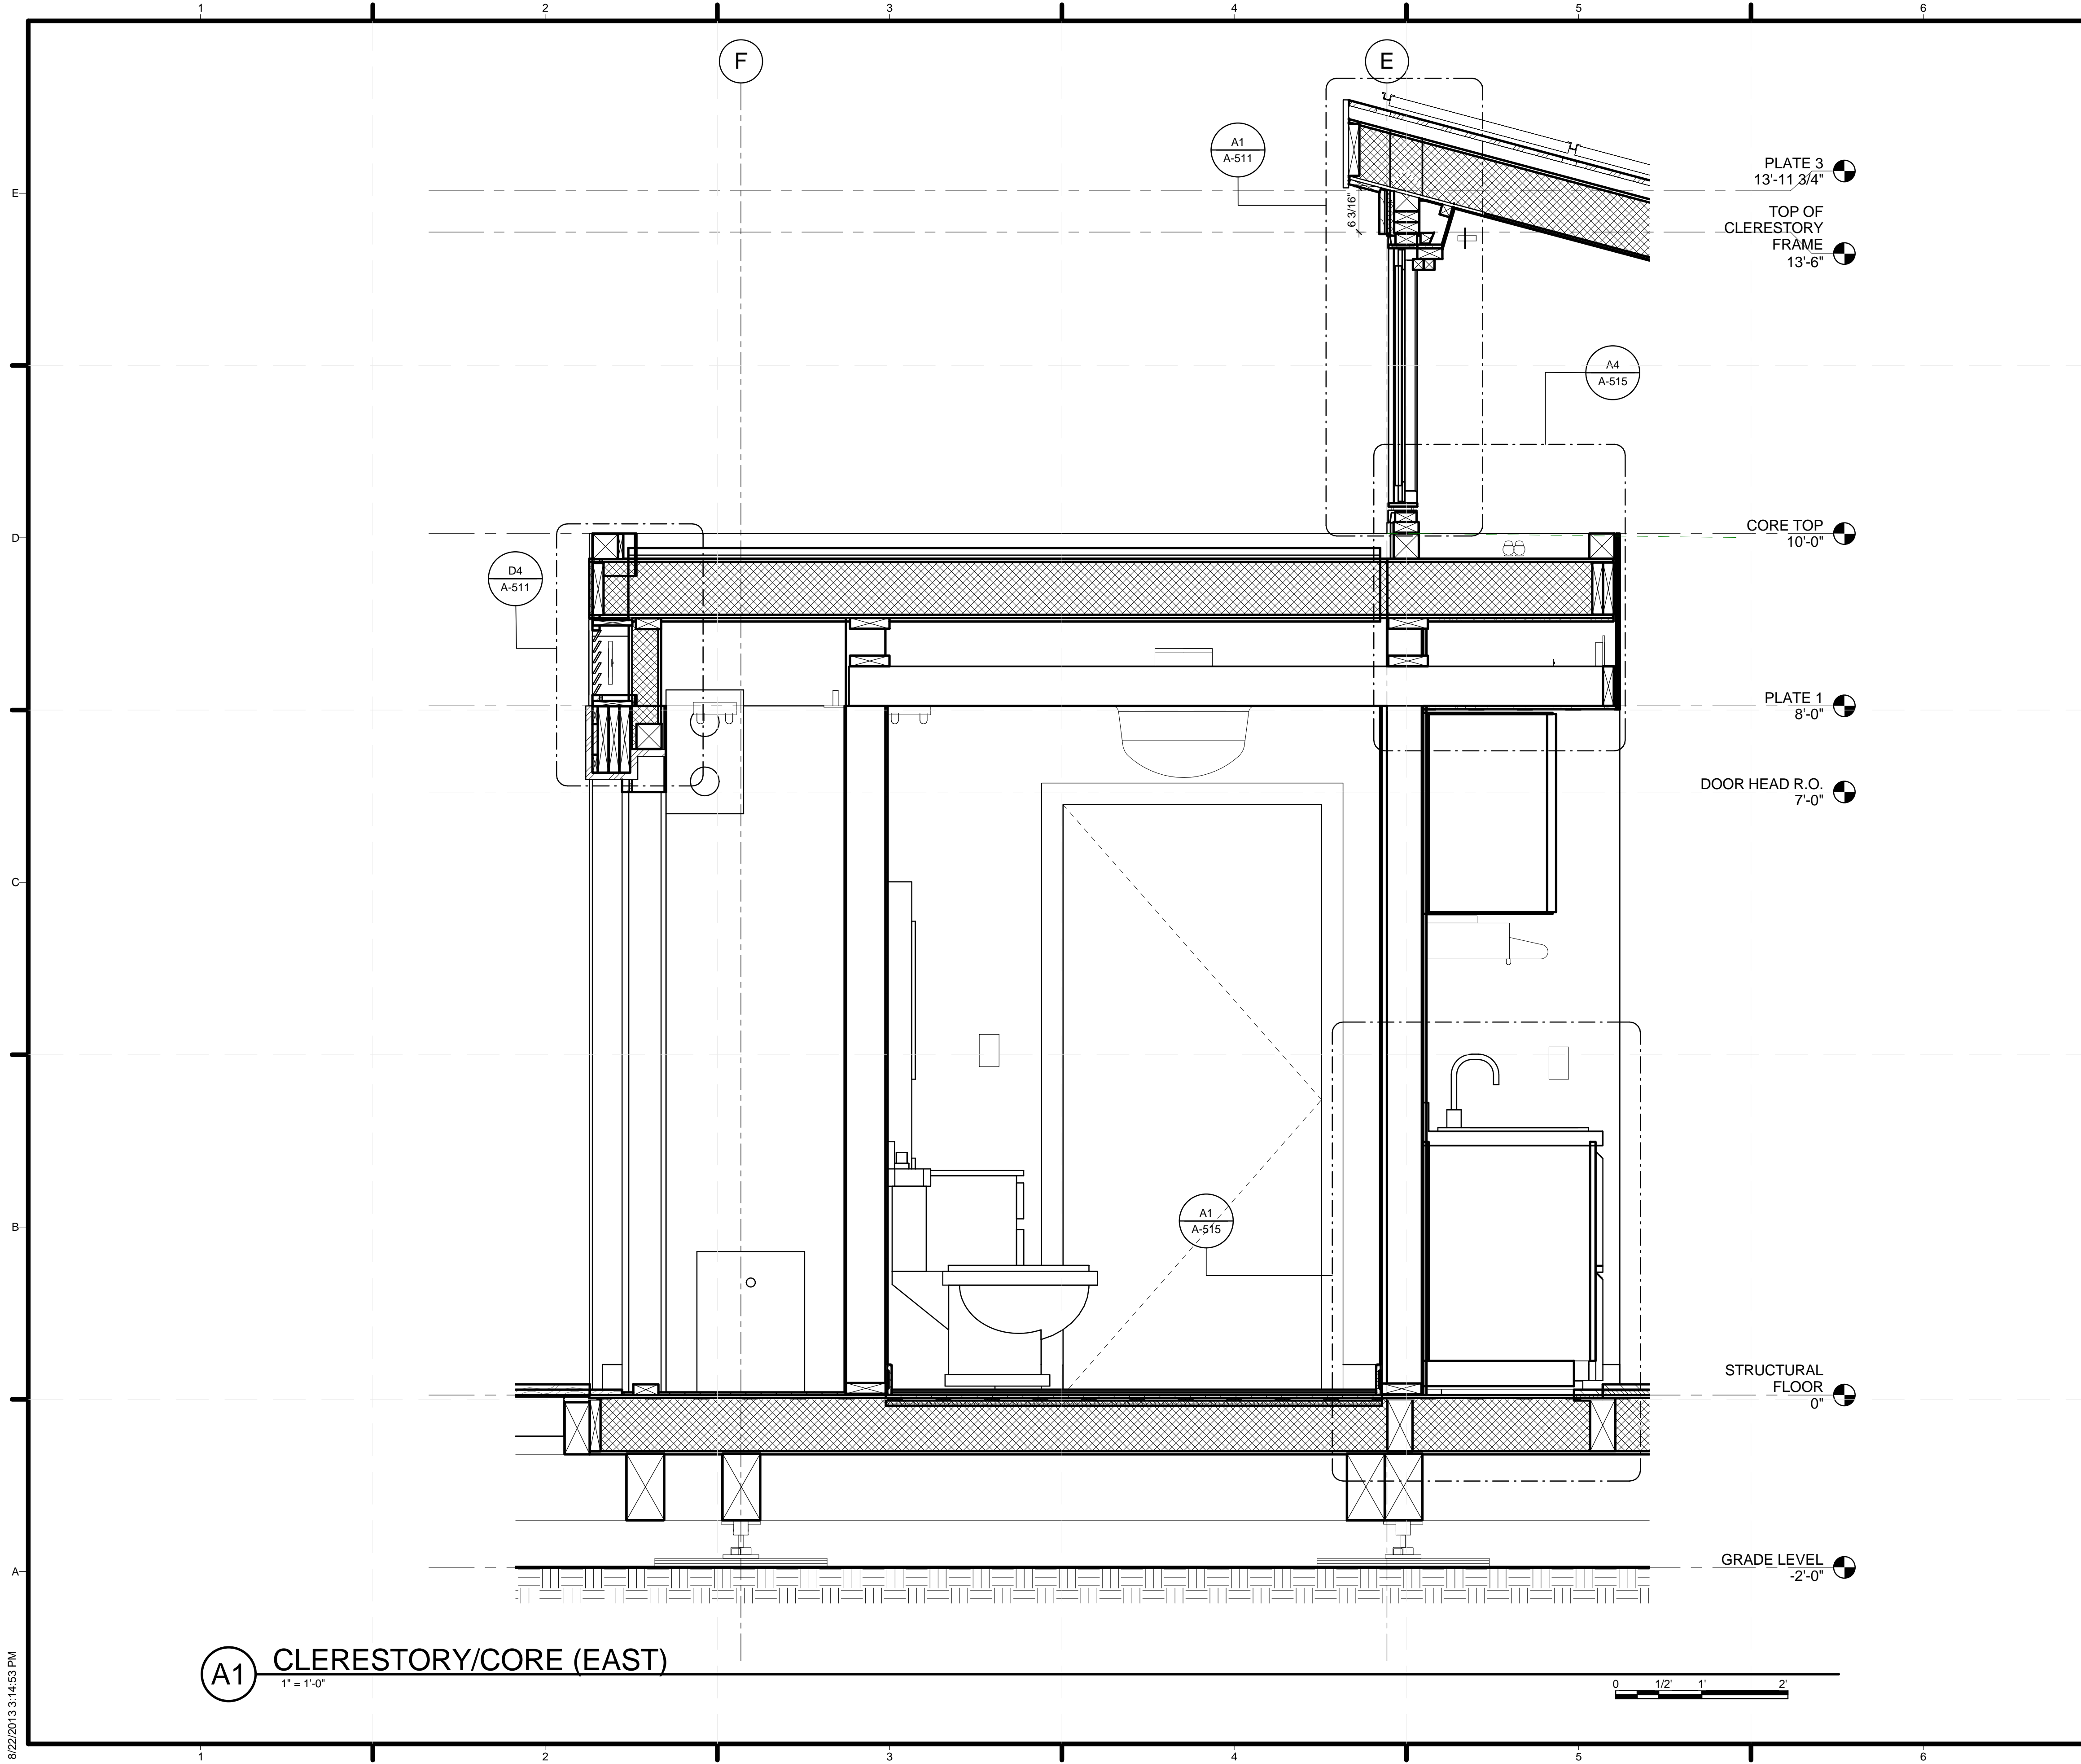 1 2 3 4 5 6
F
E
A1
A-511
PLATE 3
13'-11 3/4"
E
6 3/16"
TOP OF
CLERESTORY
FRAME
13'-6"
A4
A-515
CORE TOP
10'-0"
D
D4
A-511
PLATE 1
8'-0"
DOOR HEAD R.O.
7'-0"
C
A1
A-515
B
STRUCTURAL
FLOOR
0"
GRADE LEVEL
-2'-0"
A
A1
CLERESTORY/CORE (EAST)
1" = 1'-0"
0 1/2' 1' 2'
8/22/2013 3:14:53 PM
1 2 3 4 5 6